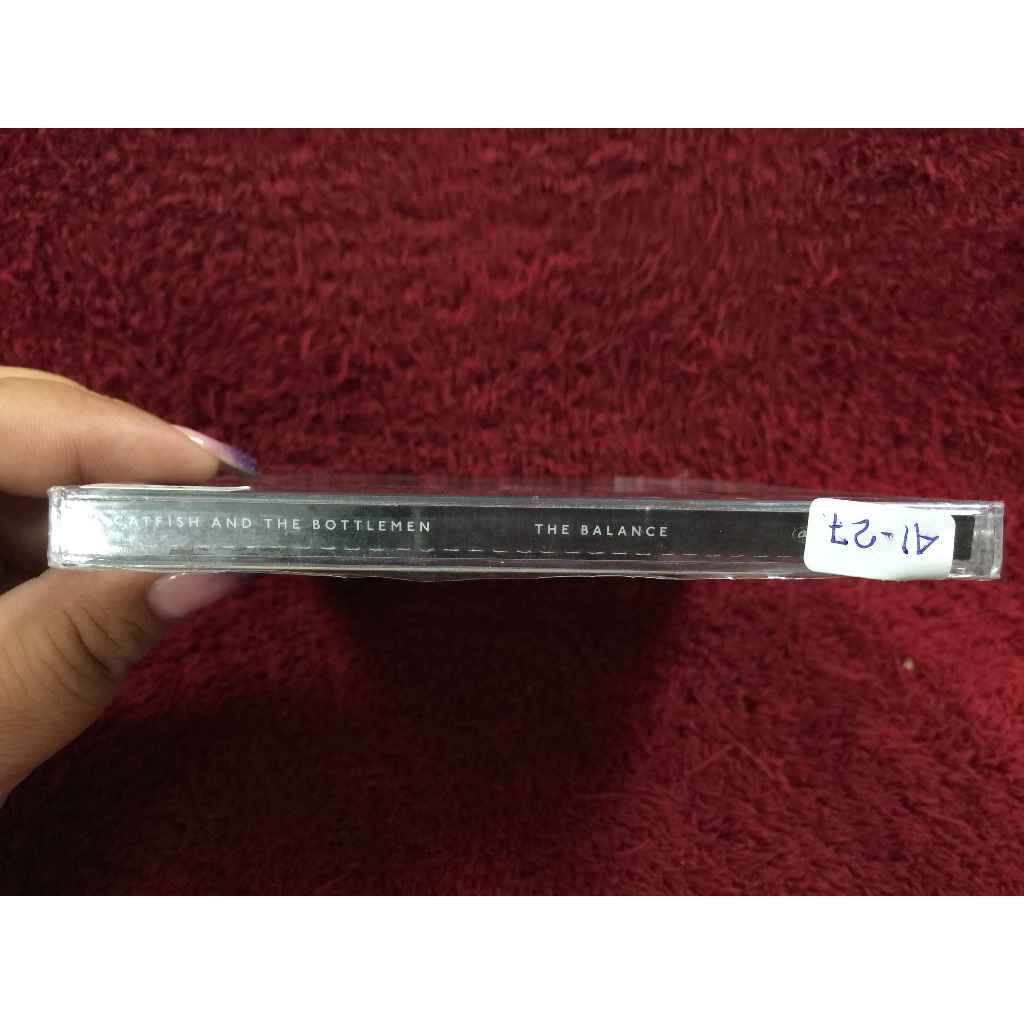 CATFISH AND THE BOTTLEMEN THE BALANCE
A1-27